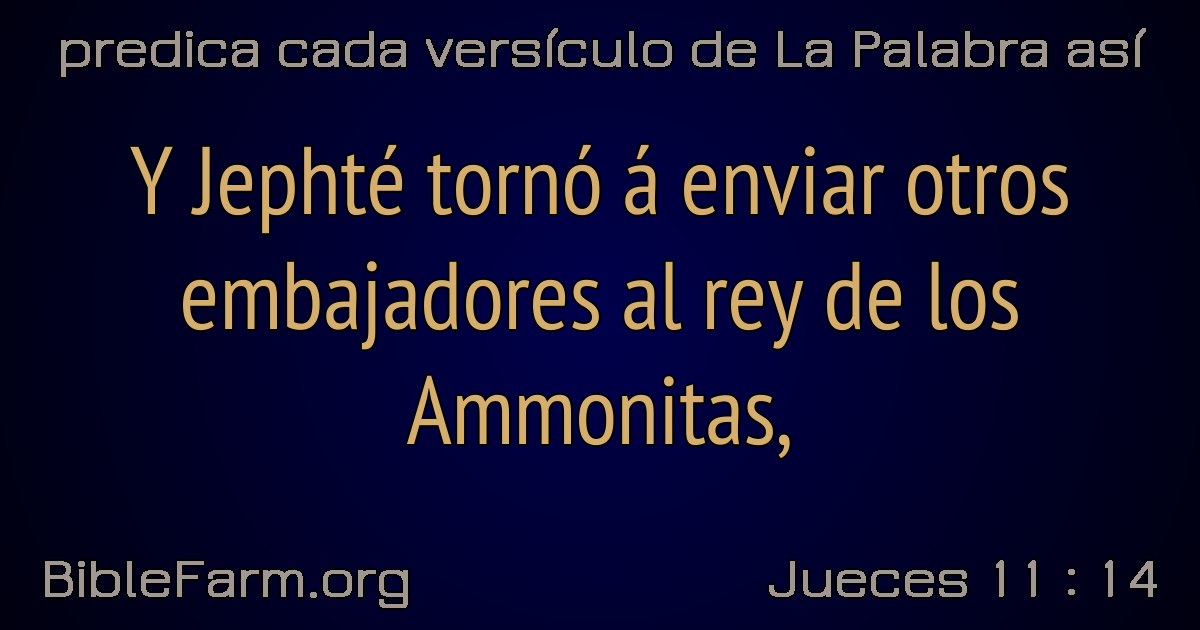 predica cada versículo de La Palabra así
Y Jephté tornó á enviar otros
embajadores al rey de los
Ammonitas,
BibleFarm.org
Jueces 11 : 14